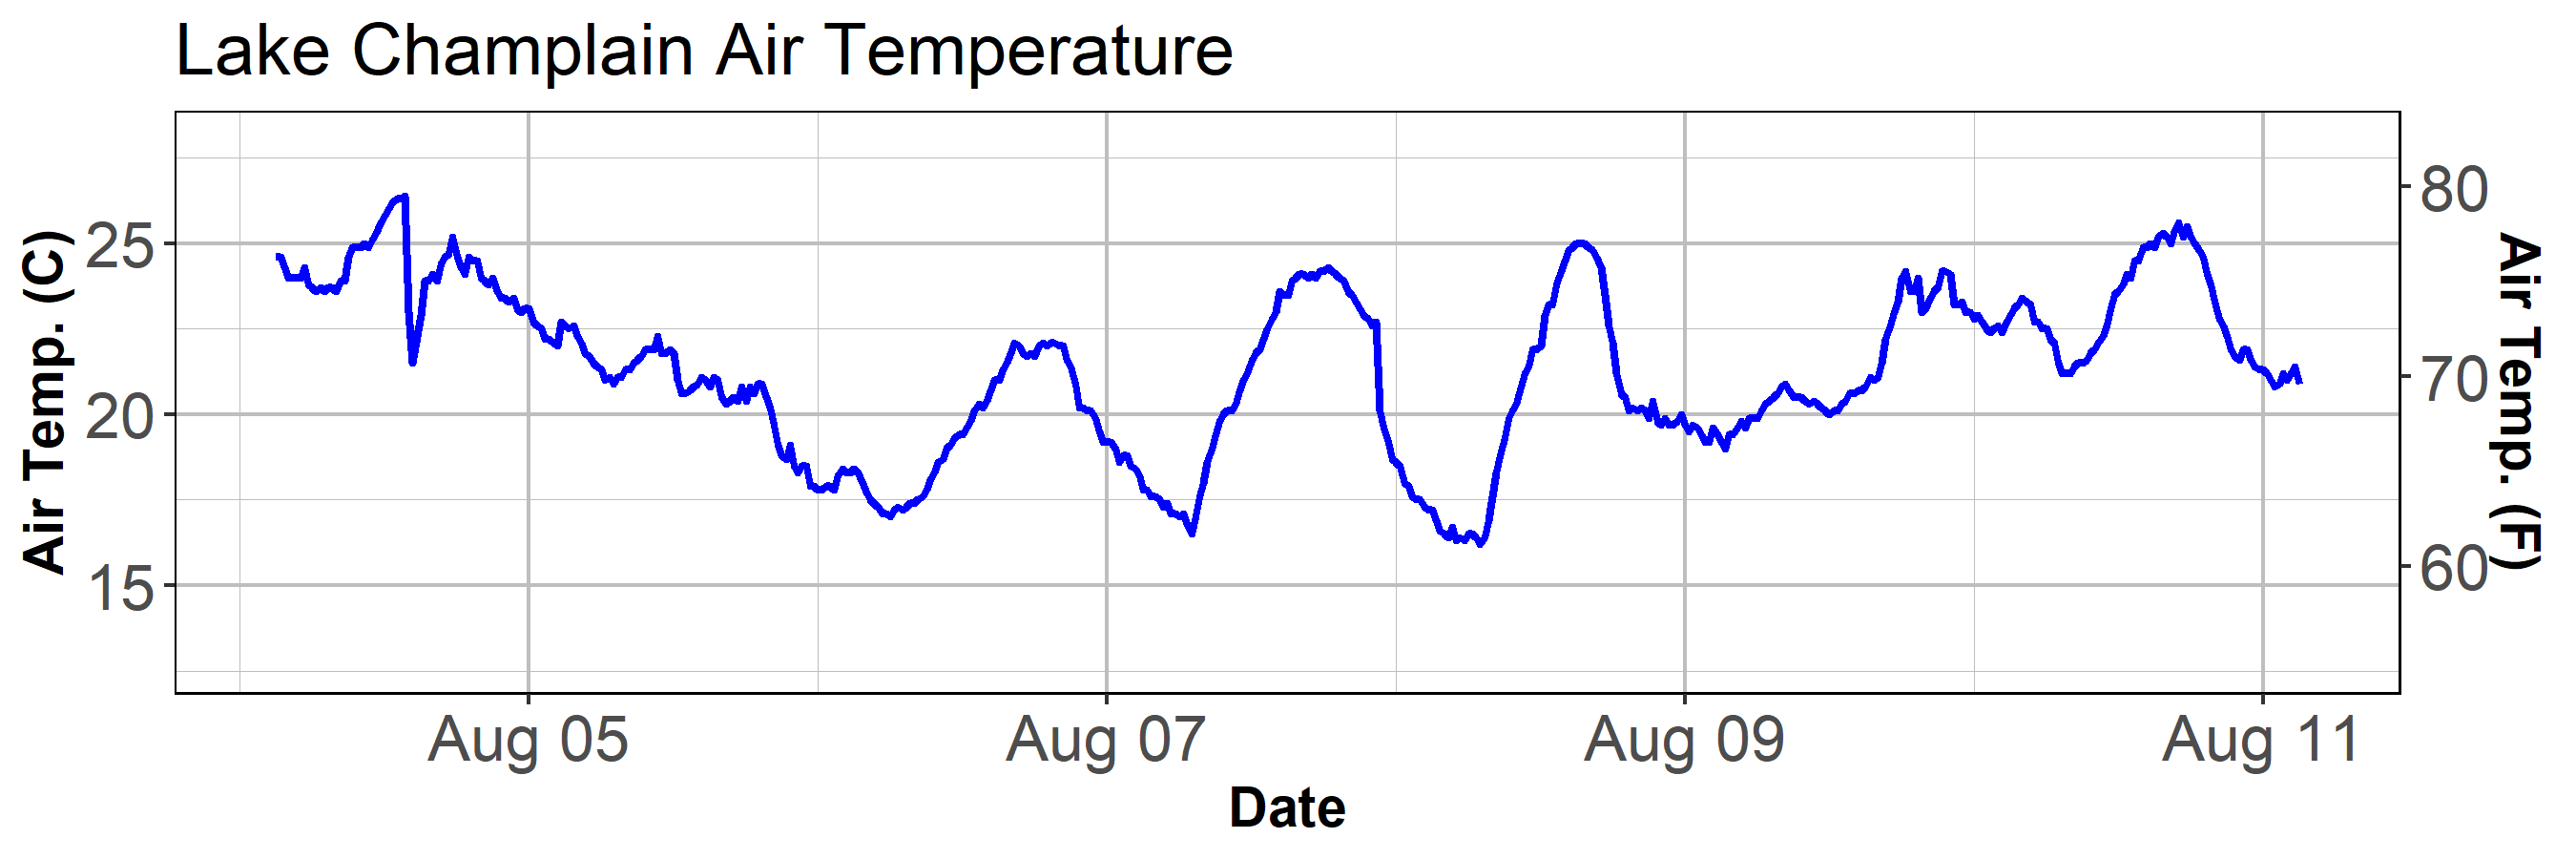 Lake Champlain Air Temperature
Air Temp. (C)
25
20
15
80
70
60
Air Temp. (F)
Aug 05
Aug 07
Aug 09
Aug 11
Date